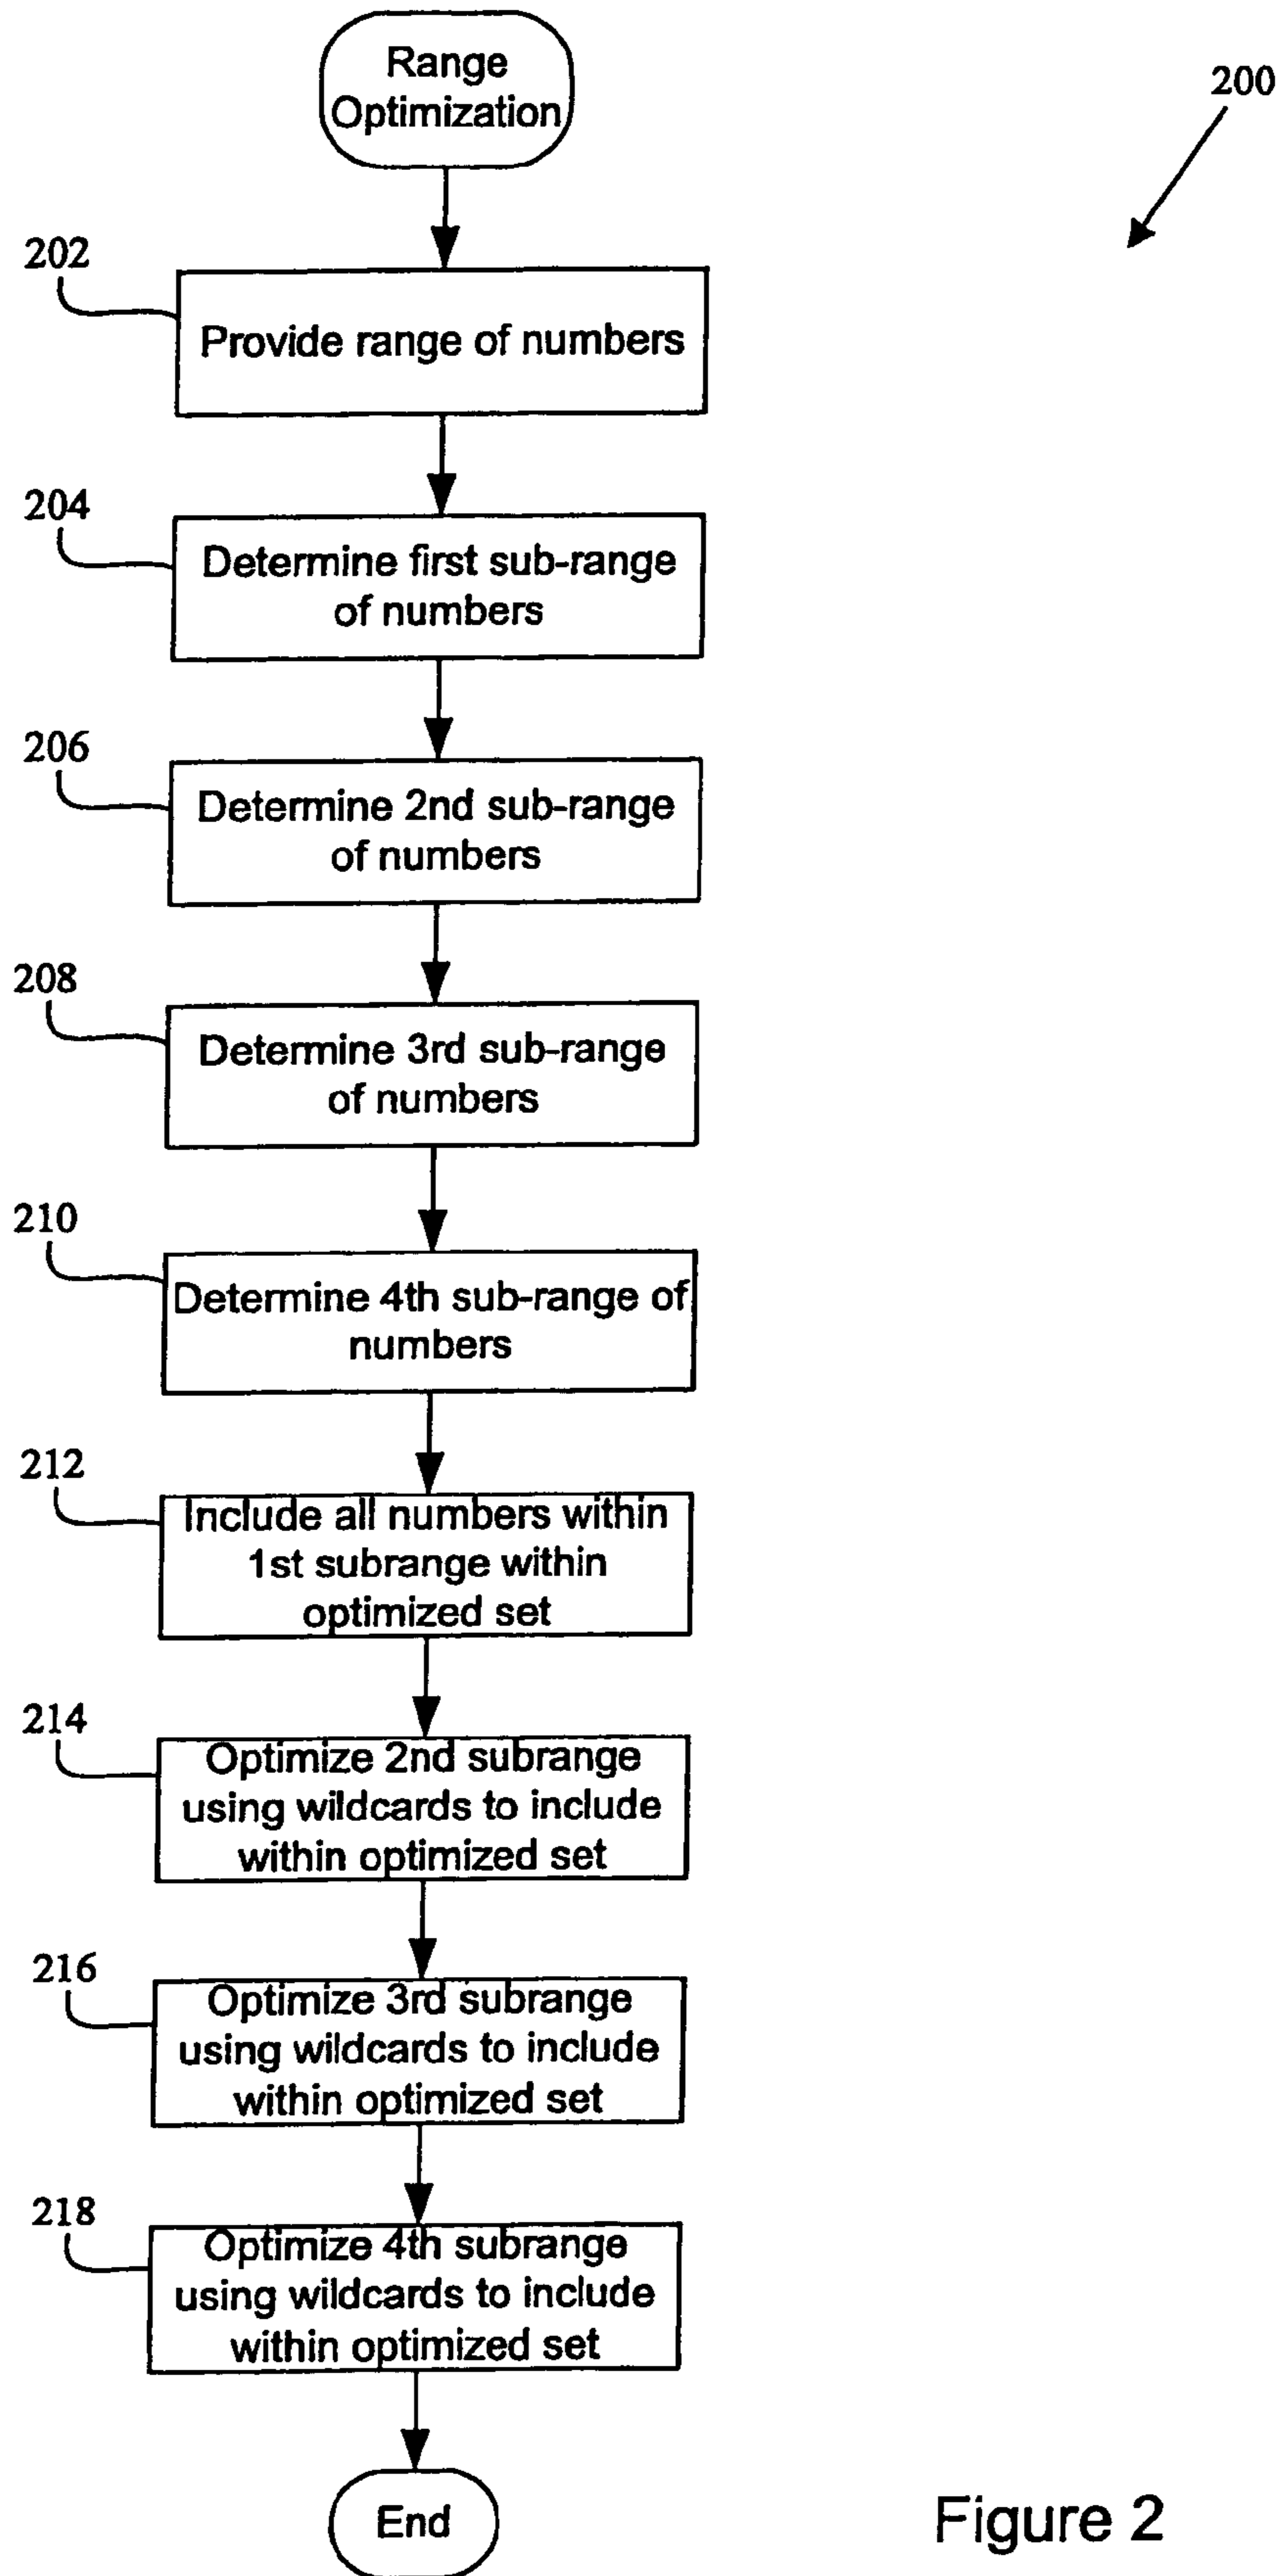 Range
Optimization
200
202
Provide range of numbers
204
Determine first sub-range
of numbers
206
Determine 2nd sub-range
of numbers
208
Determine 3rd sub-range
of numbers
210
Determine 4th sub-range of
numbers
212
Include all numbers within
1st subrange within
optimized set
214
Optimize 2nd subrange
using wildcards to include
within optimized set
216
Optimize 3rd subrange
using wildcards to include
within optimized set
218
Optimize 4th subrange
using wildcards to include
within optimized set
End
Figure 2